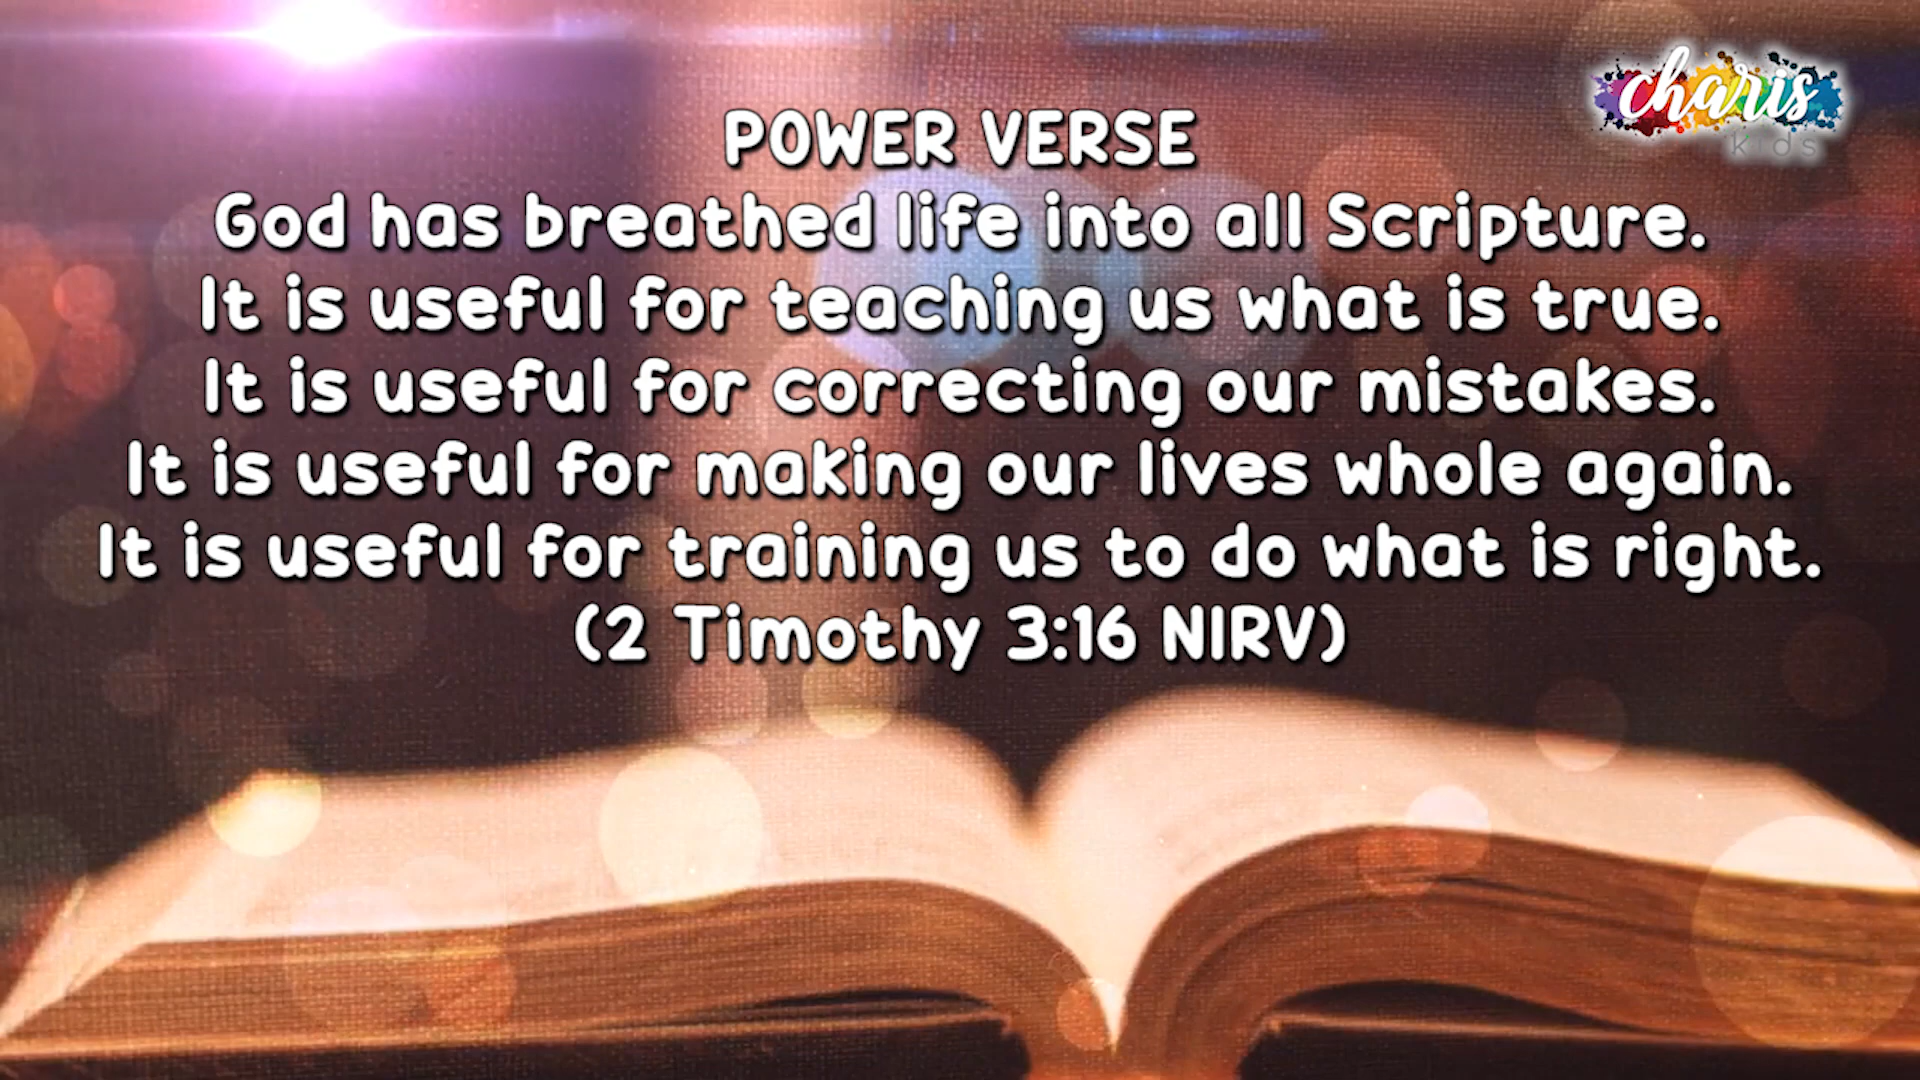 charis
kids
POWER VERSE
God has breathed life into all Scripture.
It is useful for teaching us what is true.
It is useful for correcting our mistakes.
It is useful for making our lives whole again.
It is useful for training us to do what is right.
(2 Timothy 3:16 NIRV)